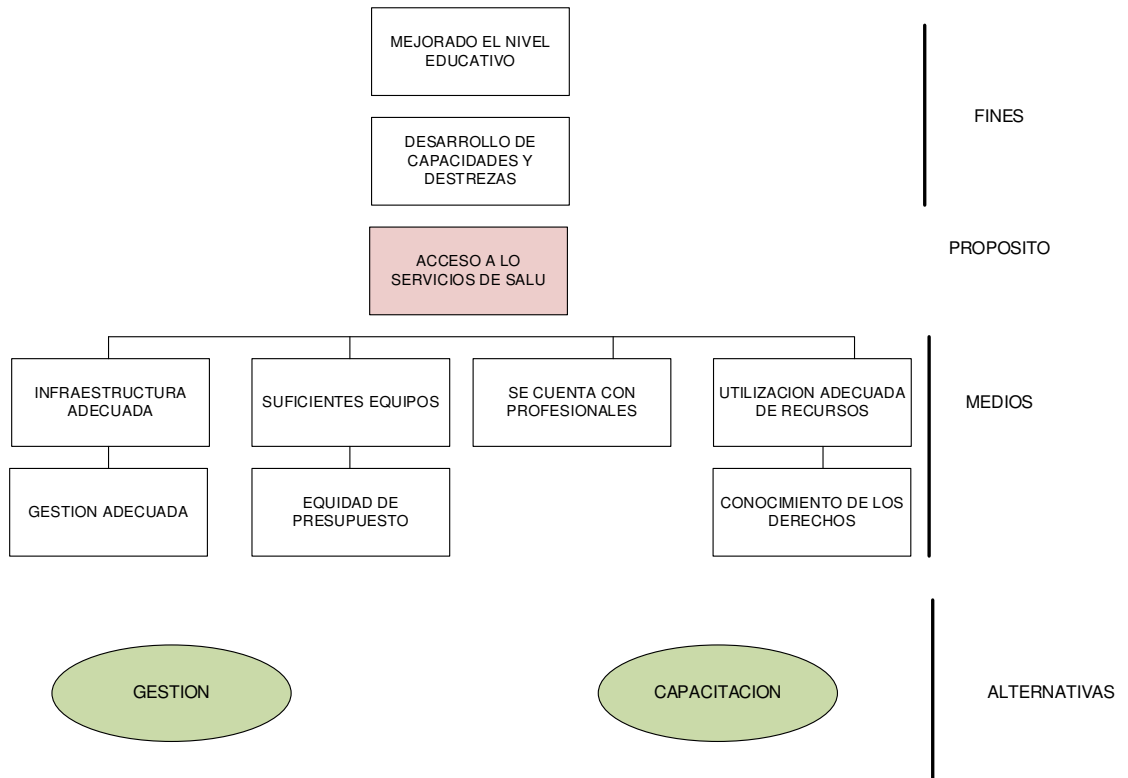 MEJORADO EL NIVEL
EDUCATIVO
FINES
DESARROLLO DE
CAPACIDADES Y
DESTREZAS
PROPOSITO
ACCESO A LO
SERVICIOS DE SALU
INFRAESTRUCTURA
ADECUADA
SUFICIENTES EQUIPOS
SE CUENTA CON
PROFESIONALES
UTILIZACION ADECUADA
DE RECURSOS
MEDIOS
GESTION ADECUADA
EQUIDAD DE
PRESUPUESTO
CONOCIMIENTO DE LOS
DERECHOS
GESTION
CAPACITACION
ALTERNATIVAS